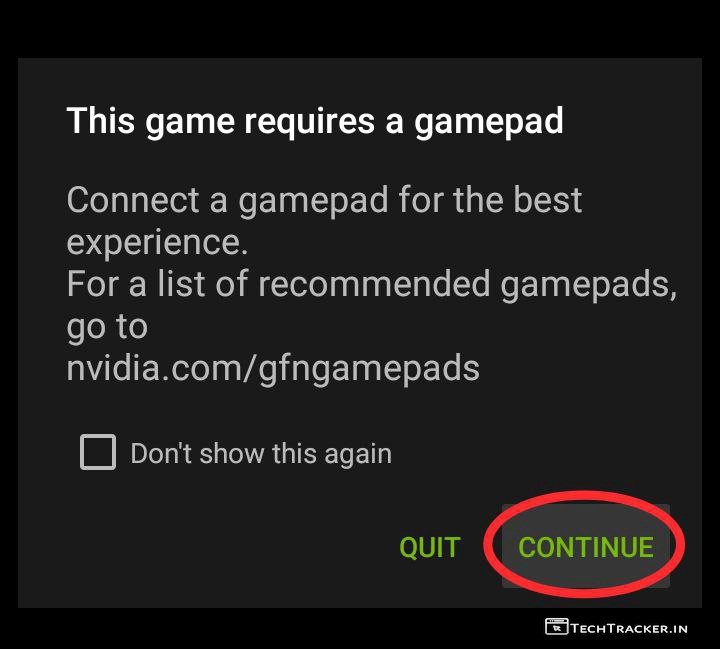 This game requires a gamepad
Connect a gamepad for the best
experience.
For a list of recommended gamepads,
go to
nvidia.com/gfngamepads
Don't show this again
QUIT CONTINUE
TECHTRACKER.IN